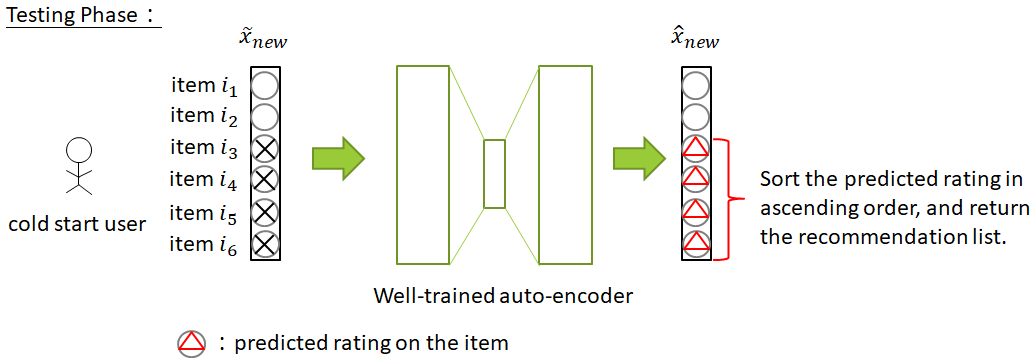 Testing Phase：
x̃new
x̂new
item i1
item i2
item i3
item i4
item i5
item i6
cold start user
Sort the predicted rating in
ascending order, and return
the recommendation list.
Well-trained auto-encoder
：predicted rating on the item